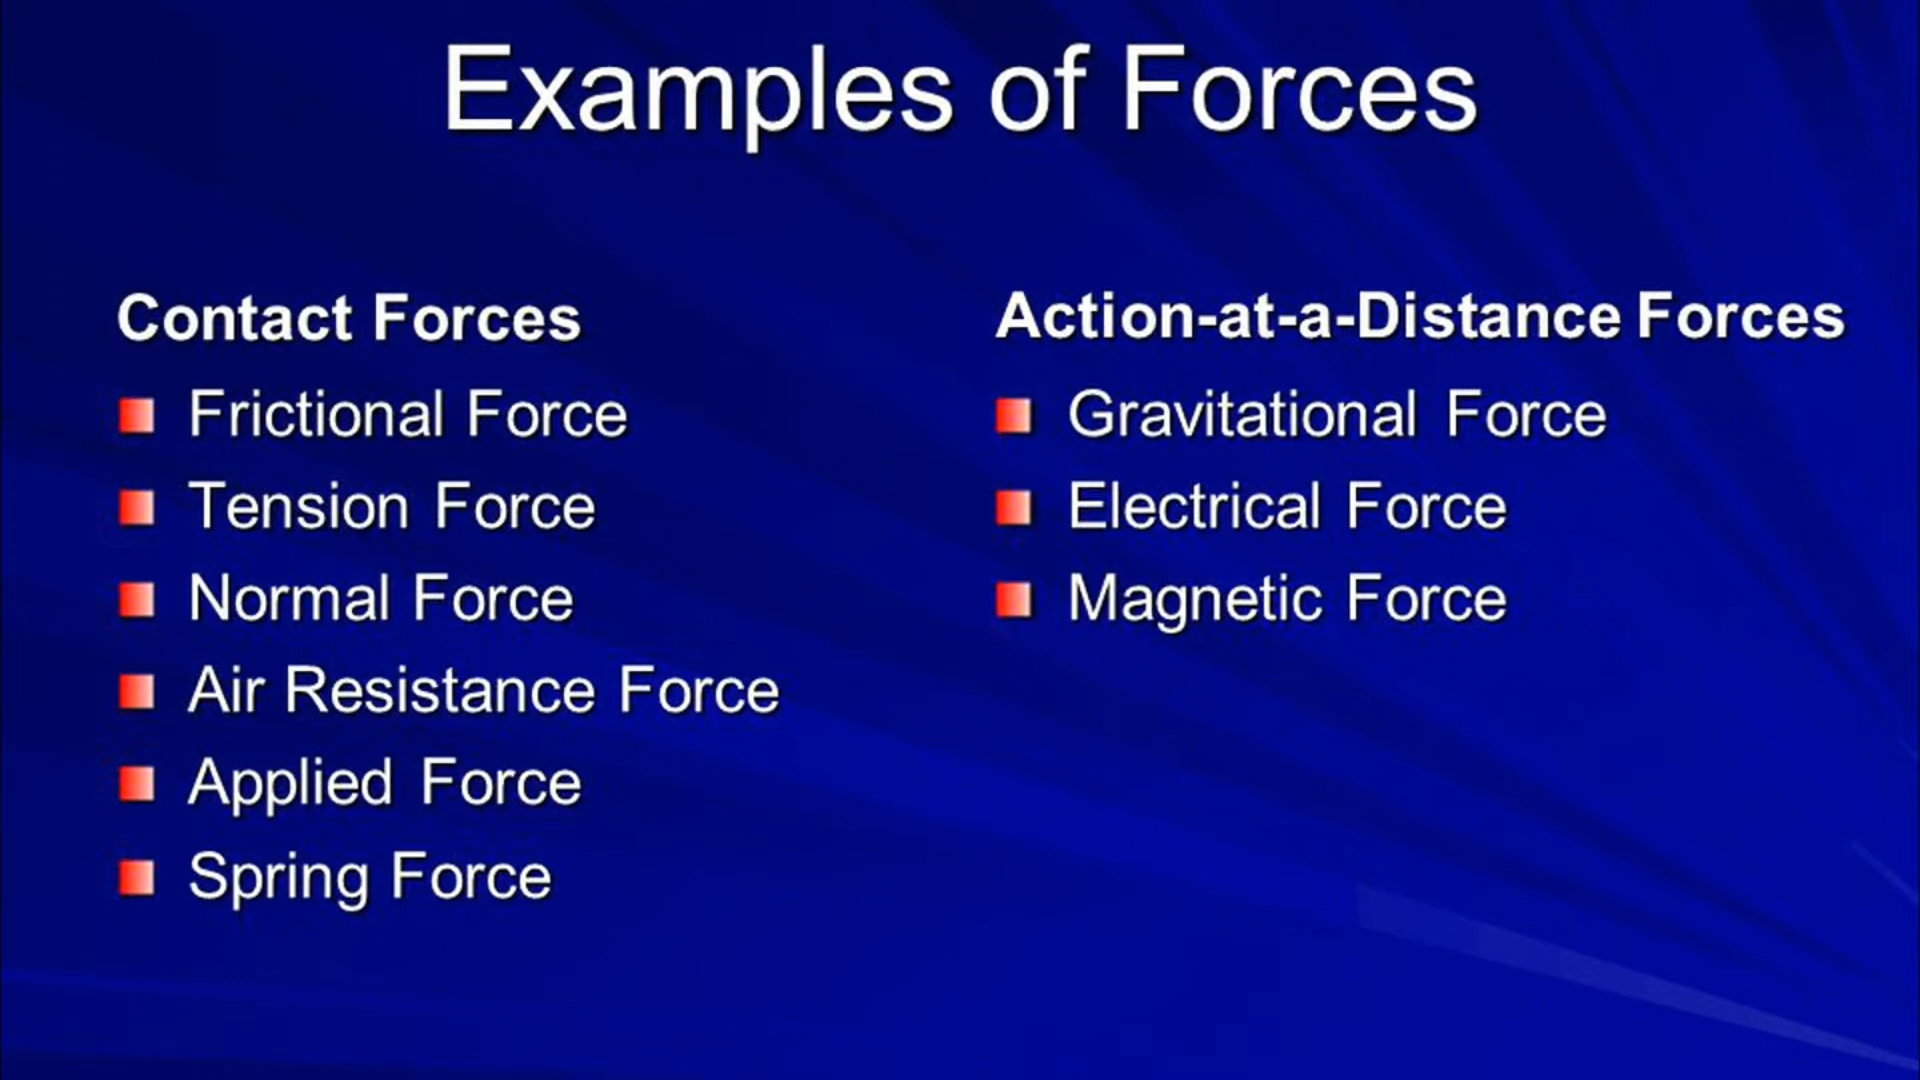 Examples of Forces
Contact Forces
Frictional Force
Tension Force
Normal Force
Air Resistance Force
Applied Force
Spring Force
Action-at-a-Distance Forces
Gravitational Force
Electrical Force
Magnetic Force